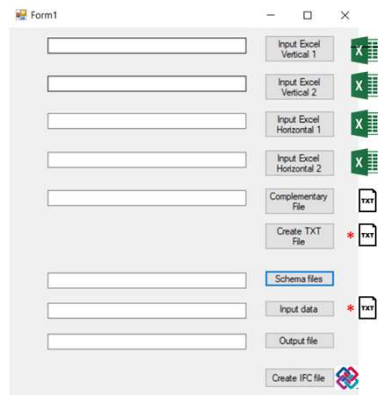 Form1
Input Excel
Vertical 1
Input Excel
Vertical 2
Input Excel
Horizontal 1
Input Excel
Horizontal 2
Complementary
File
TXT
Create TXT
File
* TXT
Schema files
Input data
* TXT
Output file
Create IFC file